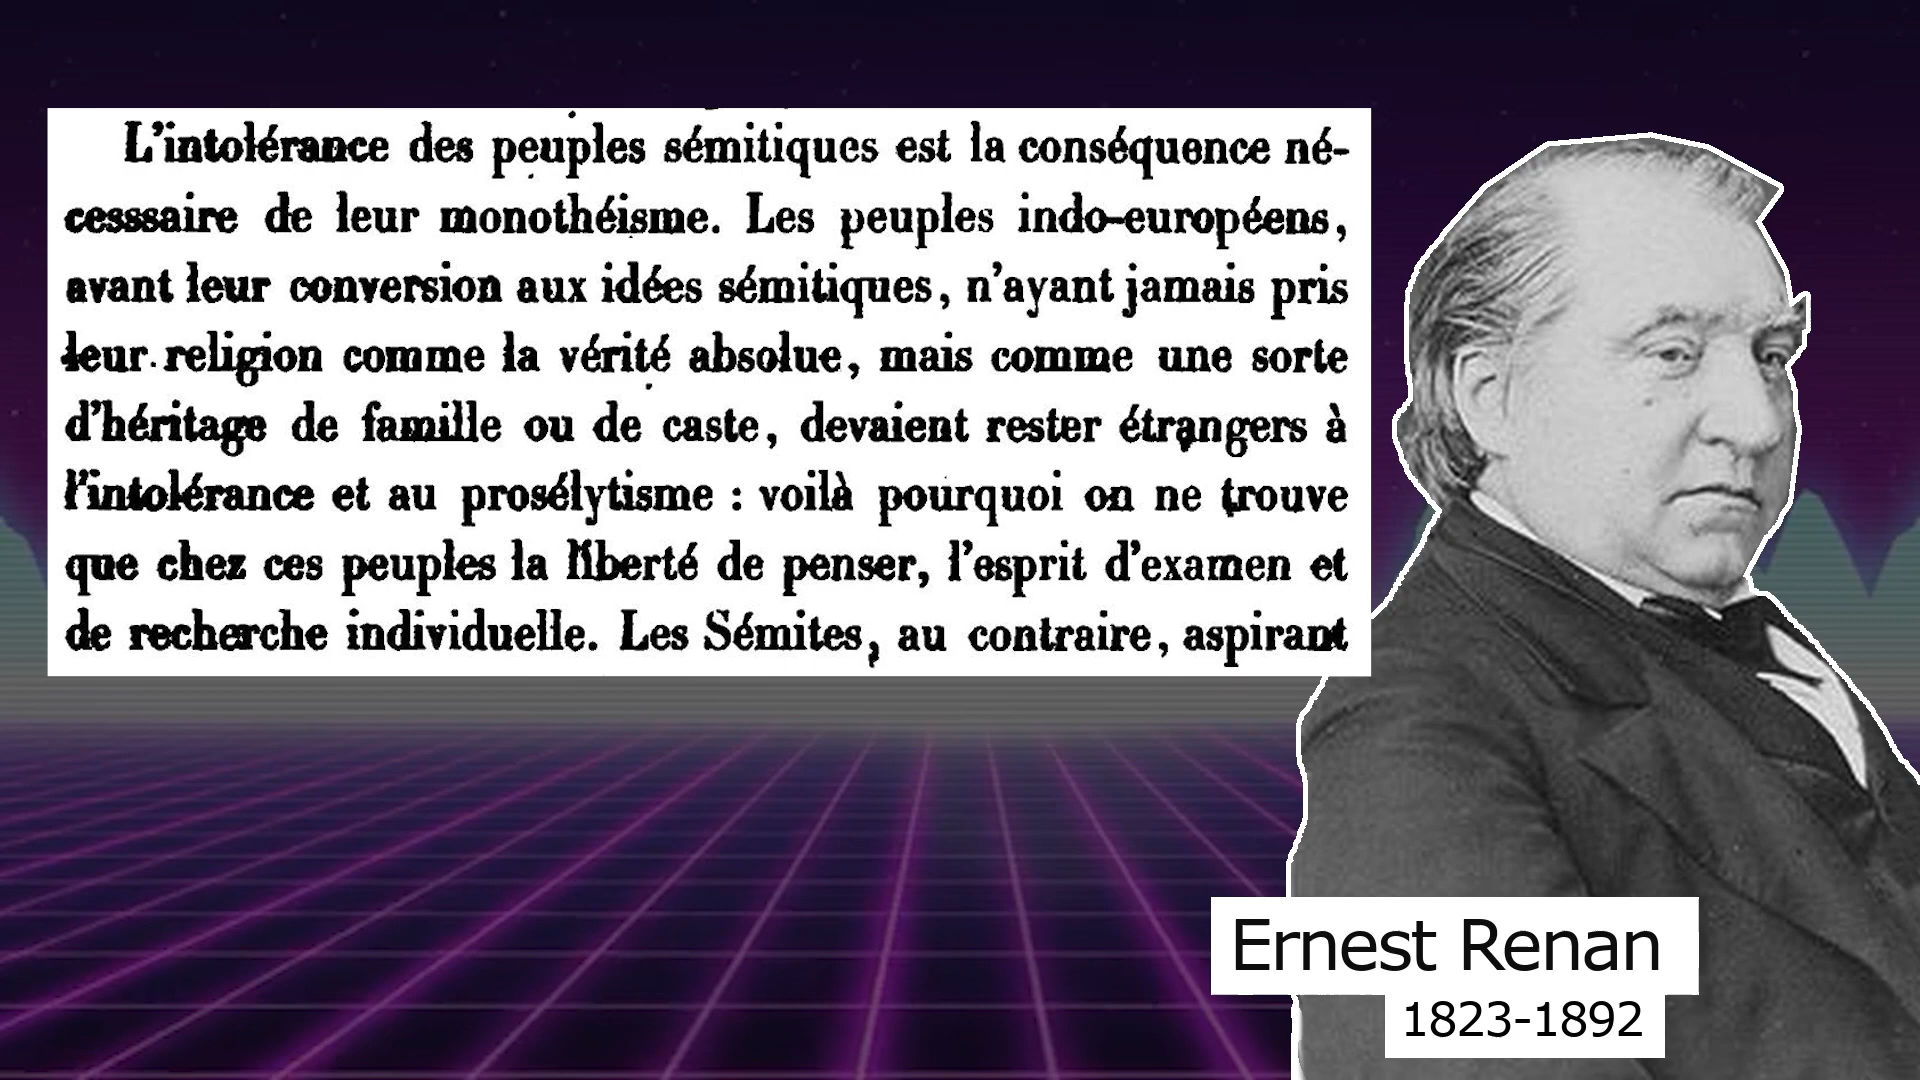 L'intolérance des peuples sémitiques est la conséquence né-
cesssaire de leur monothéisme. Les peuples indo-européens,
avant leur conversion aux idées sémitiques, n'ayant jamais pris
leur religion comme la vérité absolue, mais comme une sorte
d'héritage de famille ou de caste, devaient rester étrangers à
l'intolérance et au prosélytisme : voilà pourquoi on ne trouve
que chez ces peuples la liberté de penser, l'esprit d'examen et
de recherche individuelle. Les Sémites, au contraire, aspirant
Ernest Renan
1823-1892